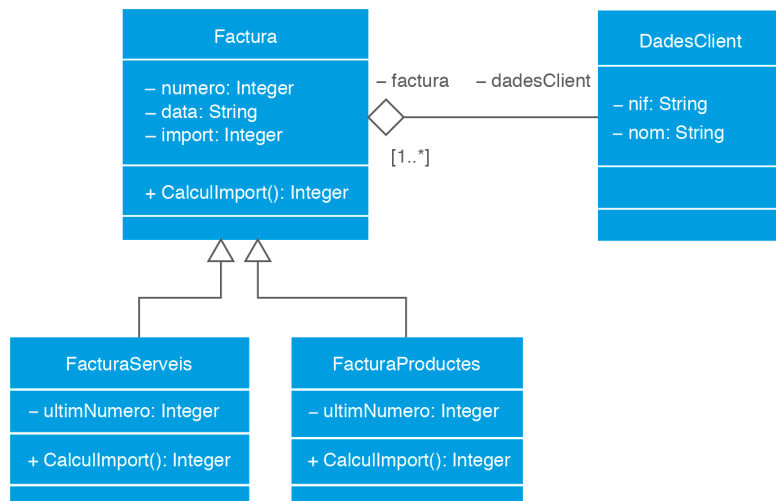 Factura
– numero: Integer
– data: String
– import: Integer
+ CalculImport(): Integer
– factura
– dadesClient
[1..*]
DadesClient
– nif: String
– nom: String
FacturaServeis
– ultimNumero: Integer
+ CalculImport(): Integer
FacturaProductes
– ultimNumero: Integer
+ CalculImport(): Integer